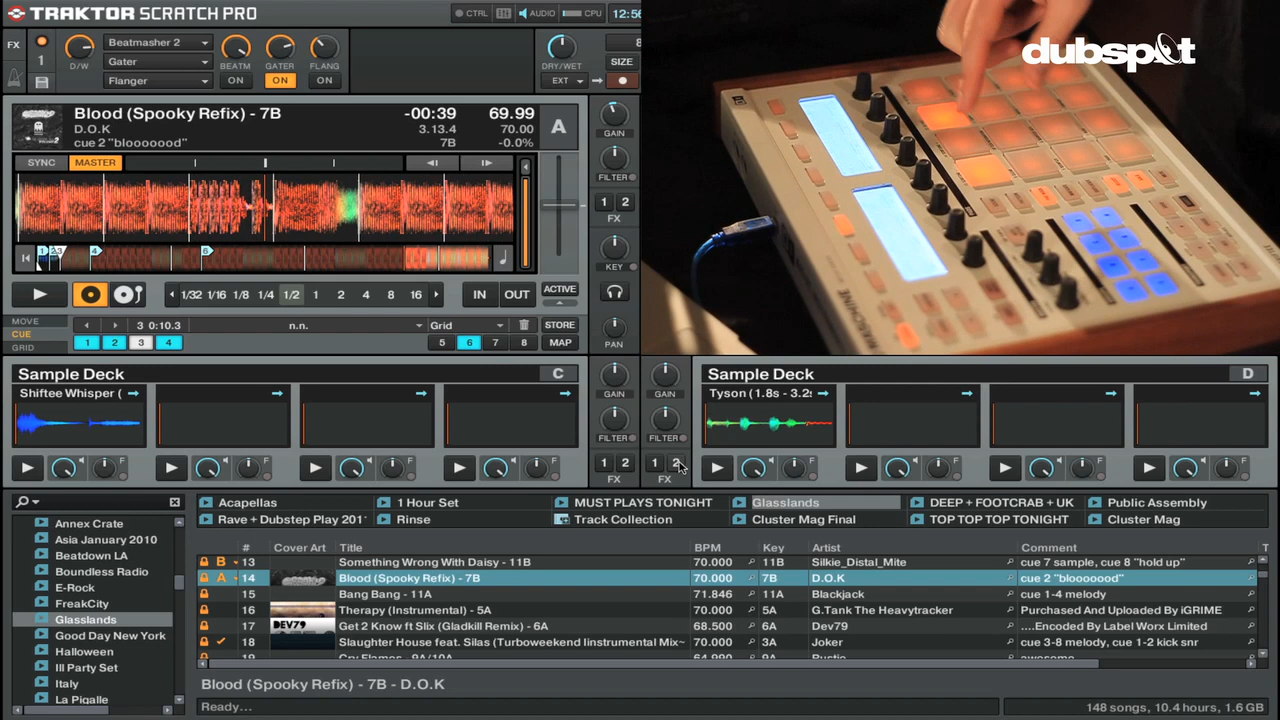 TRAKTOR SCRATCH PRO
CTRL AUDIO CPU 12:56
dubspot
FX 1
D/W Beatmasher 2 Gater Flanger
BEATM GATER FLANG
ON ON ON
DRY/WET SIZE
EXT
Blood (Spooky Refix) - 7B -00:39 69.99
D.O.K 3.13.4 70.00
cue 2 "blooooooood" 7B -0.0%
A
SYNC MASTER
GAIN
FILTER
1 2
FX
KEY
PAN
1 2 3 4 6
1/32 1/16 1/8 1/4 1/2 1 2 4 8 16 IN OUT ACTIVE
MOVE
CUE
GRID
3 0:10.3 n.n. Grid STORE
1 2 3 4 5 6 7 8 MAP
MASCHINE
Sample Deck C
Shiftee Whisper (
F F F F
GAIN GAIN
FILTER FILTER
1 2 1 2
FX FX
Sample Deck D
Tyson (1.8s - 3.2s
F F F F
Acapellas 1 Hour Set MUST PLAYS TONIGHT Glasslands DEEP + FOOTCRAB + UK Public Assembly
Rave + Dubstep Play 201 Rinse Track Collection Cluster Mag Final TOP TOP TOP TONIGHT Cluster Mag
Annex Crate
Asia January 2010
Beatdown LA
Boundless Radio
E-Rock
FreakCity
Glasslands
Good Day New York
Halloween
Ill Party Set
Italy
La Pigalle
# Cover Art Title BPM Key Artist Comment T
B 13 Something Wrong With Daisy - 11B 70.000 11B Silkie_Distal_Mite cue 7 sample, cue 8 "hold up"
A 14 Blood (Spooky Refix) - 7B 70.000 7B D.O.K cue 2 "blooooooood"
15 Bang Bang - 11A 71.846 11A Blackjack cue 1-4 melody
16 Therapy (Instrumental) - 5A 70.000 5A G.Tank The Heavytracker Purchased And Uploaded By iGRIME
17 DEV79 Get 2 Know ft Slix (Gladkill Remix) - 6A 68.500 6A Dev79 ....Encoded By Label Worx Limited
18 Slaughter House feat. Silas (Turboweekend Iinstrumental Mix~ 70.000 3A Joker cue 3-8 melody, cue 1-2 kick snr
Blood (Spooky Refix) - 7B - D.O.K
Ready... 148 songs, 10.4 hours, 1.6 GB